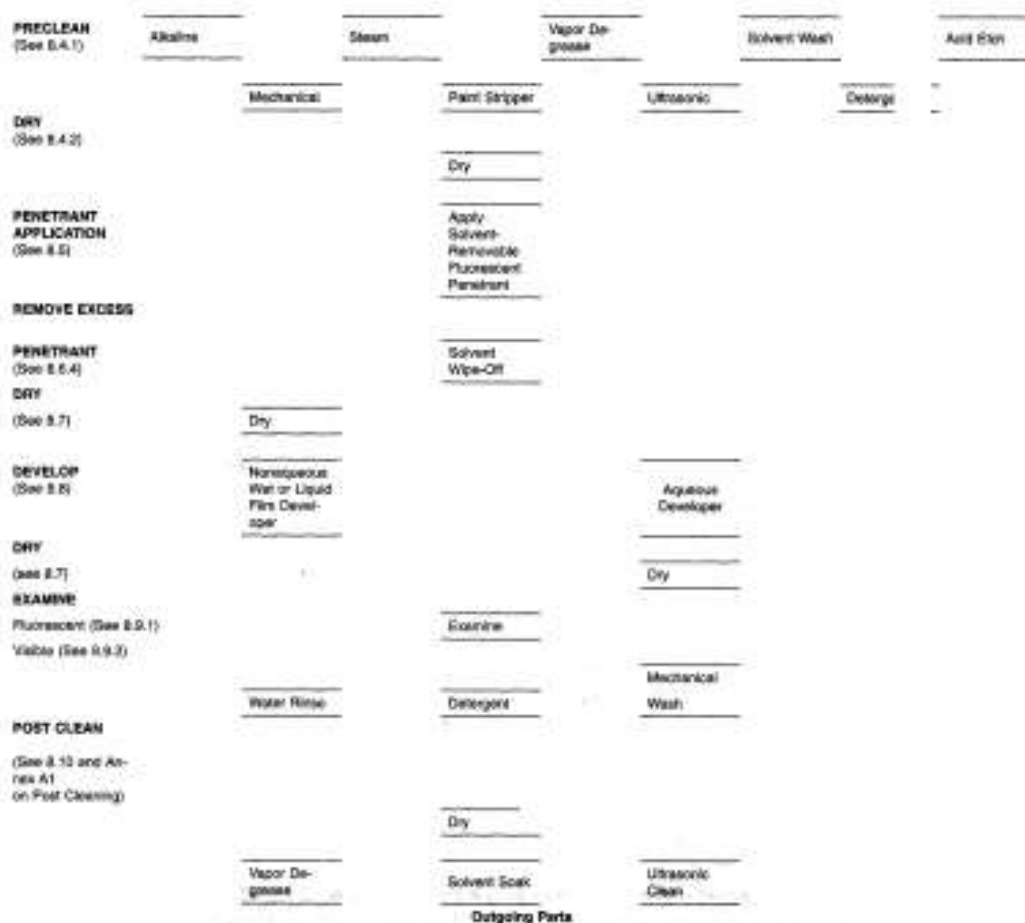 PRECLEAN
(See 8.4.1)
Alkaline
Steam
Vapor De-
grease
Solvent Wash
Acid Etch
Mechanical
Paint Stripper
Ultrasonic
Deterge
DRY
(See 8.4.2)
Dry
PENETRANT
APPLICATION
(See 8.5)
Apply
Solvent-
Removable
Fluorescent
Penetrant
REMOVE EXCESS
PENETRANT
(See 8.6.4)
Solvent
Wipe-Off
DRY
(See 8.7)
Dry
DEVELOP
(See 8.8)
Nonaqueous
Wet or Liquid
Film Devel-
oper
Aqueous
Developer
DRY
(see 8.7)
Dry
EXAMINE
Fluorescent (See 8.9.1)
Examine
Visible (See 8.9.2)
Mechanical
Wash
Water Rinse
Detergent
POST CLEAN
(See 8.10 and An-
nex A1
on Post Cleaning)
Dry
Vapor De-
grease
Solvent Soak
Ultrasonic
Clean
Outgoing Parts